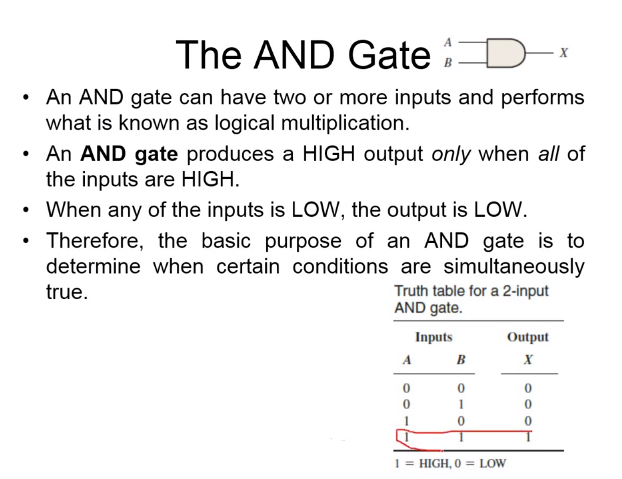 The AND Gate
A
B
X
• An AND gate can have two or more inputs and performs
what is known as logical multiplication.
• An AND gate produces a HIGH output only when all of
the inputs are HIGH.
• When any of the inputs is LOW, the output is LOW.
• Therefore, the basic purpose of an AND gate is to
determine when certain conditions are simultaneously
true.
Truth table for a 2-input
AND gate.
Inputs Output
A B X
0 0 0
0 1 0
1 0 0
1 1 1
1 = HIGH, 0 = LOW